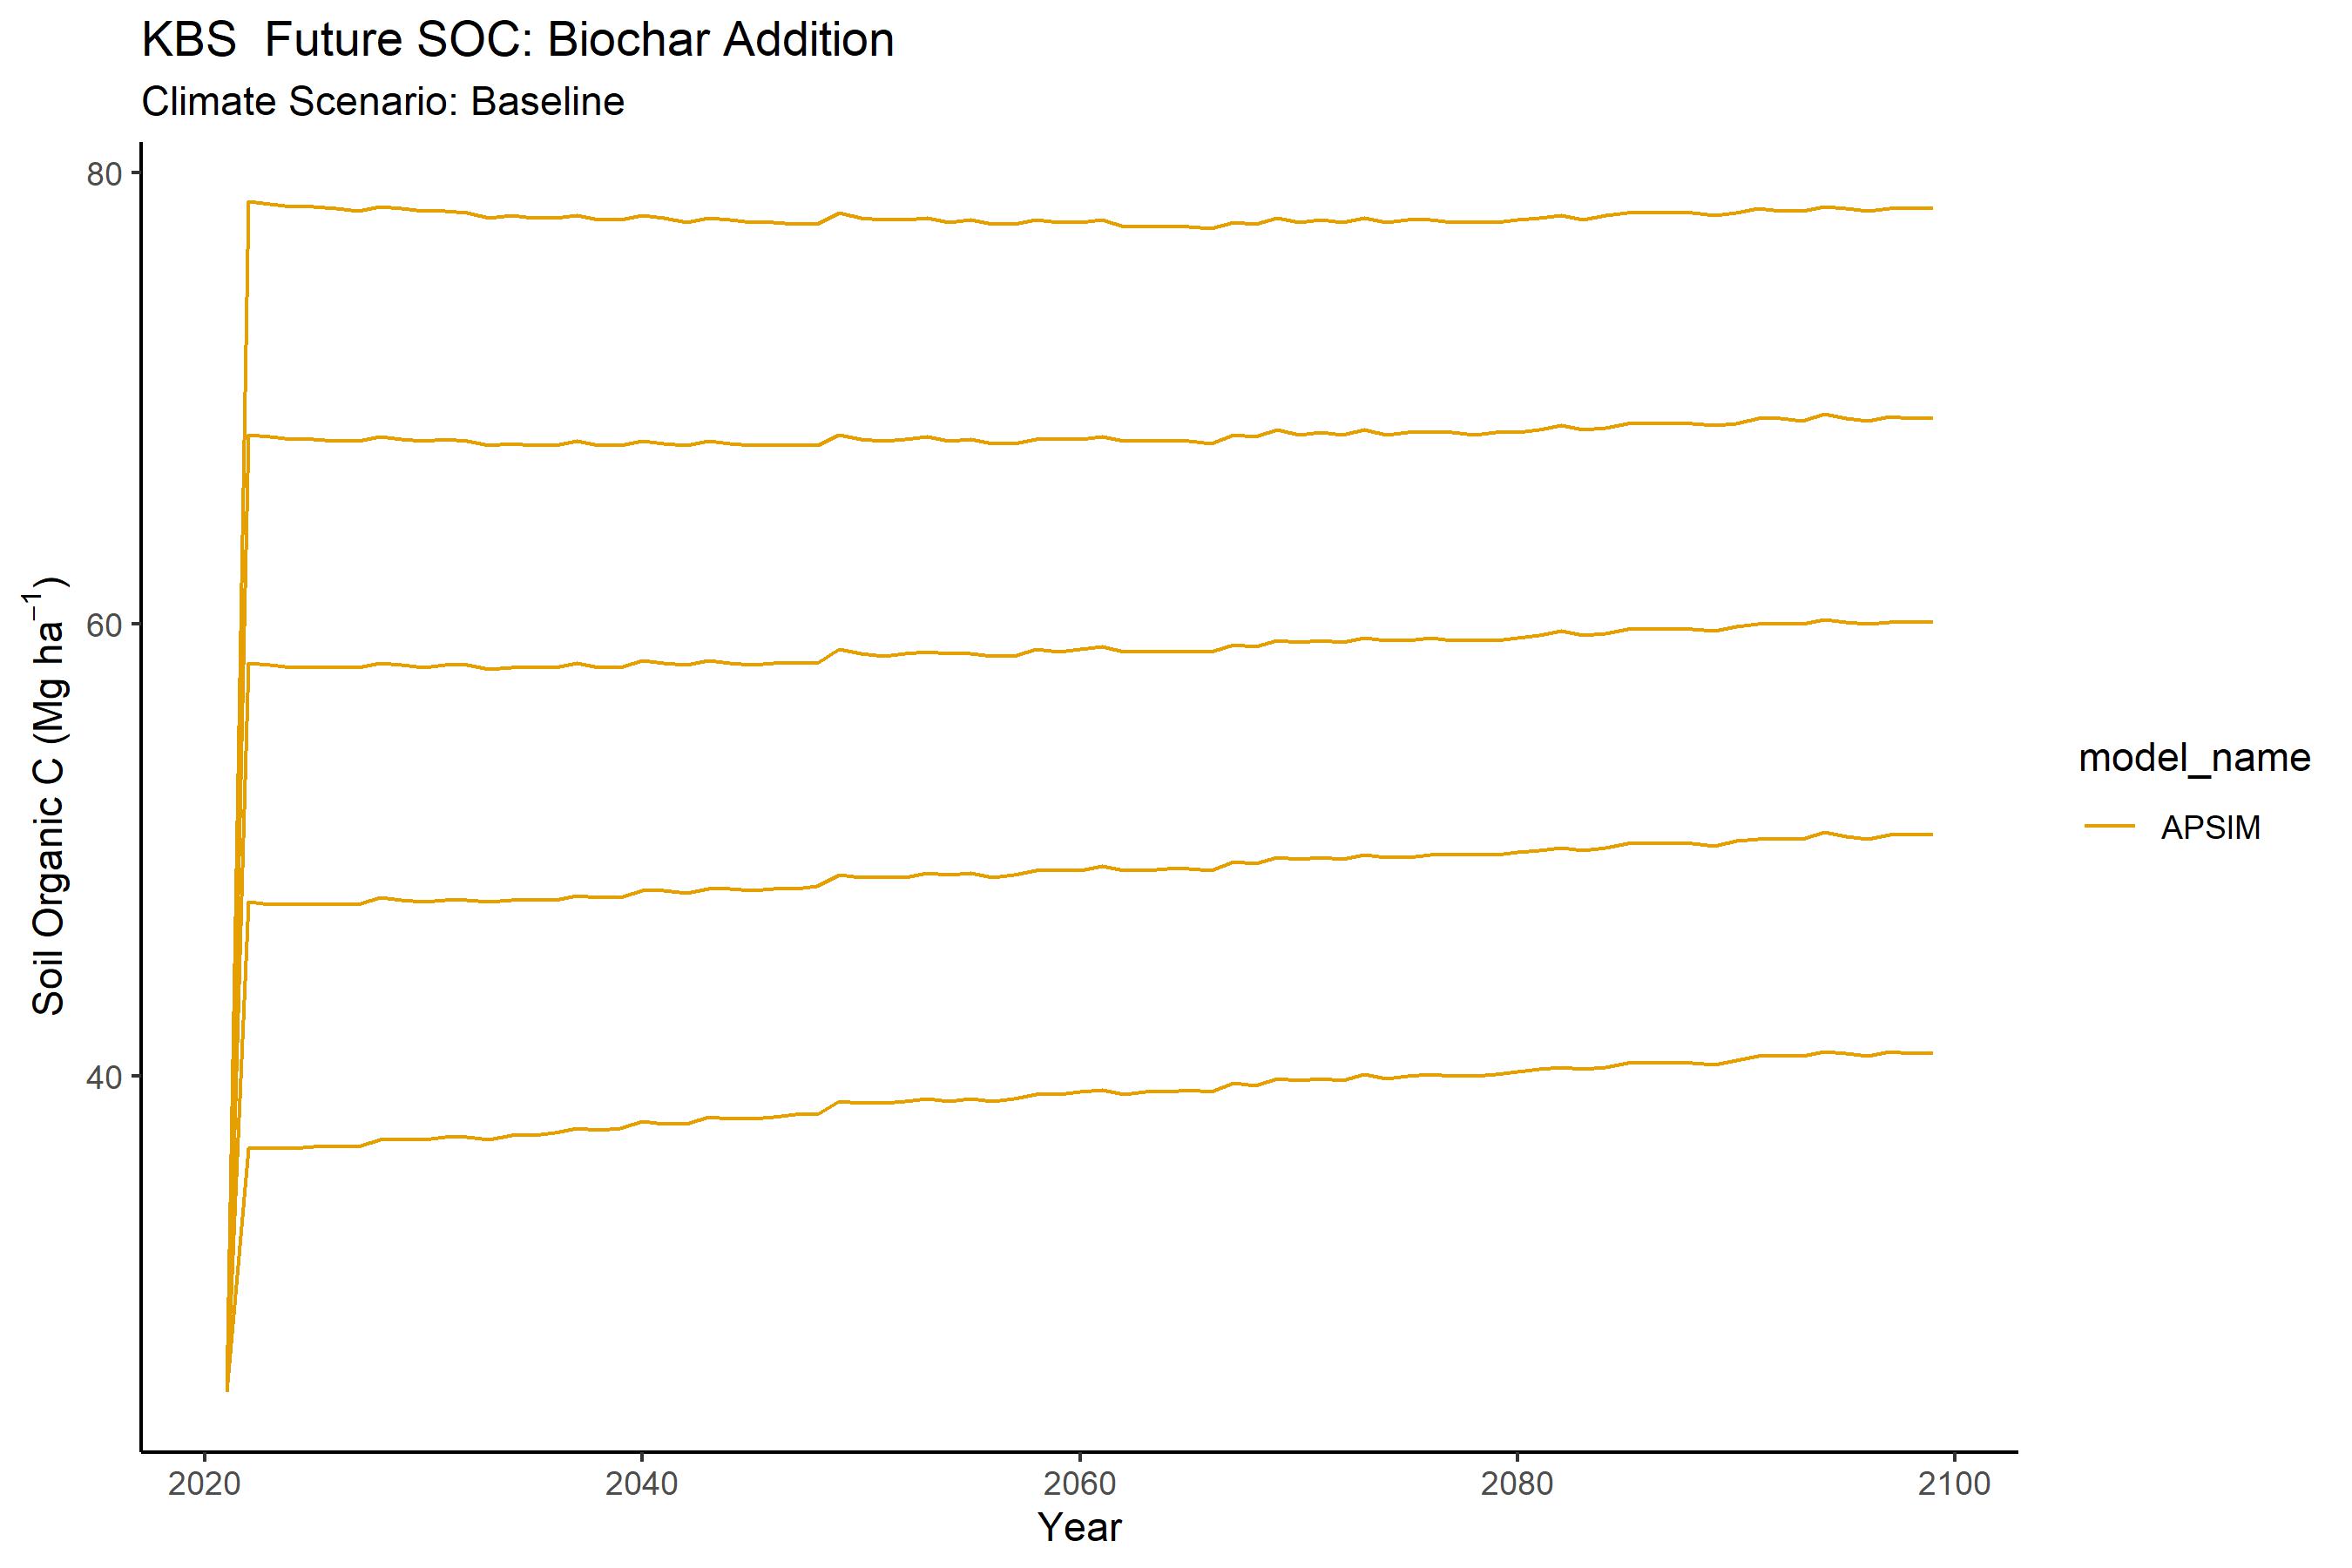 KBS  Future SOC: Biochar Addition
Climate Scenario: Baseline
80
60
40
Soil Organic C (Mg ha⁻¹)
2020 2040 2060 2080 2100
Year
model_name
APSIM